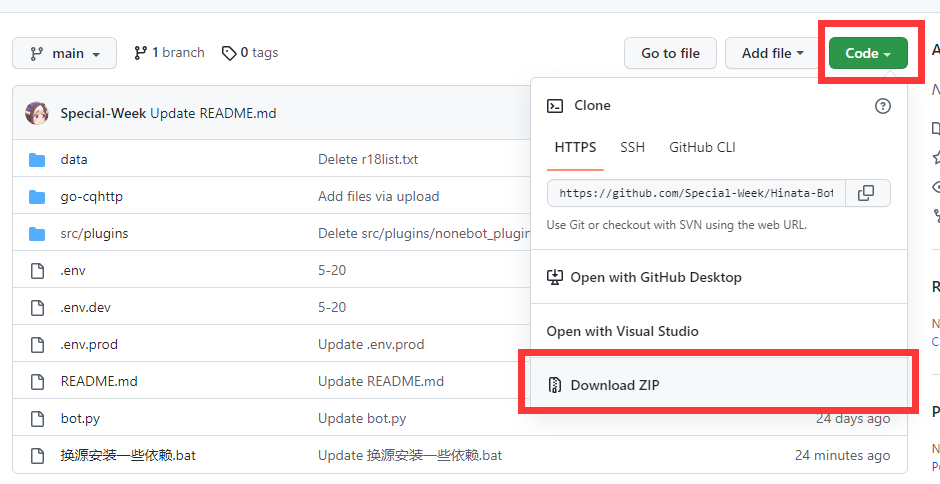 main
1 branch
0 tags
Go to file
Add file
Code
Special-Week Update README.md
Clone
HTTPS
SSH
GitHub CLI
https://github.com/Special-Week/Hinata-Bot
Use Git or checkout with SVN using the web URL.
Open with GitHub Desktop
Open with Visual Studio
Download ZIP
data
Delete r18list.txt
go-cqhttp
Add files via upload
src/plugins
Delete src/plugins/nonebot_plugin
.env
5-20
.env.dev
5-20
.env.prod
Update .env.prod
README.md
Update README.md
bot.py
Update bot.py
24 days ago
换源安装一些依赖.bat
Update 换源安装一些依赖.bat
24 minutes ago